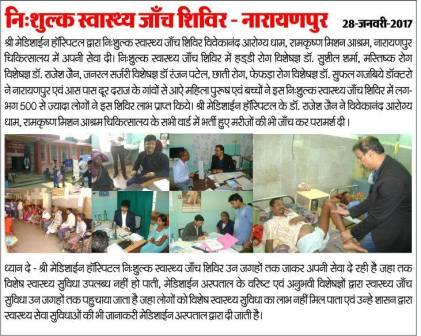 निःशुल्क स्वास्थ्य जाँच शिविर - नारायणपुर 28-जनवरी-2017
श्री मेडिशाईन हॉस्पिटल द्वारा निःशुल्क स्वास्थ्य जाँच शिविर विवेकानंद आरोग्य धाम, रामकृष्ण मिशन आश्रम, नारायणपुर
चिकित्सालय में अपनी सेवा दी। निःशुल्क स्वास्थ्य जाँच शिविर में हड्डी रोग विशेषज्ञ डॉ. सुशील शर्मा, मस्तिष्क रोग
विशेषज्ञ डॉ. राजेश जैन, जनरल सर्जरी विशेषज्ञ डॉ रंजन पटेल, छाती रोग, फेफड़ा रोग विशेषज्ञ डॉ. सुफल गजबिये डॉक्टरो
ने नारायणपुर एवं आस पास दूर दराज के गांवों से आऐ महिला पुरूष एवं बच्चों ने इस निःशुल्क स्वास्थ्य जाँच शिविर में लग-
भग 500 से ज्यादा लोगों ने इस शिविर लाभ प्राप्त किये। श्री मेडिशाईन हॉस्पिटल के डॉ. राजेश जैन ने विवेकानंद आरोग्य
धाम, रामकृष्ण मिशन आश्रम चिकित्सालय के सभी वार्ड में भर्ती हुए मरीजों की भी जाँच कर परामर्श दी।
ध्यान दे - श्री मेडिशाईन हॉस्पिटल निःशुल्क स्वास्थ्य जाँच शिविर उन जगहों तक जाकर अपनी सेवा दे रही है जहा तक
विशेष स्वास्थ्य सुविधा उपलब्ध नहीं हो पाती, मेडिशाईन अस्पताल के वरिष्ट एवं अनुभवी विशेषज्ञों द्वारा स्वास्थ्य जाँच
सुविधा उन जगहों तक पहुचाया जाता है जहा लोगों को विशेष स्वास्थ्य सुविधा का लाभ नहीं मिल पाता एवं उन्हे शासन द्वारा
स्वास्थ्य सेवा सुविधाओं की भी जानकारी मेडिशाईन अस्पताल द्वारा दी जाती है।